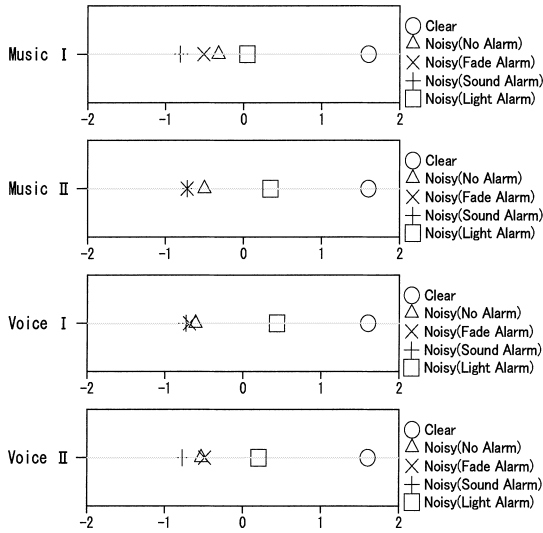 Music Ⅰ
Clear
Noisy(No Alarm)
Noisy(Fade Alarm)
Noisy(Sound Alarm)
Noisy(Light Alarm)
-2 -1 0 1 2
Music Ⅱ
Clear
Noisy(No Alarm)
Noisy(Fade Alarm)
Noisy(Sound Alarm)
Noisy(Light Alarm)
-2 -1 0 1 2
Voice Ⅰ
Clear
Noisy(No Alarm)
Noisy(Fade Alarm)
Noisy(Sound Alarm)
Noisy(Light Alarm)
-2 -1 0 1 2
Voice Ⅱ
Clear
Noisy(No Alarm)
Noisy(Fade Alarm)
Noisy(Sound Alarm)
Noisy(Light Alarm)
-2 -1 0 1 2